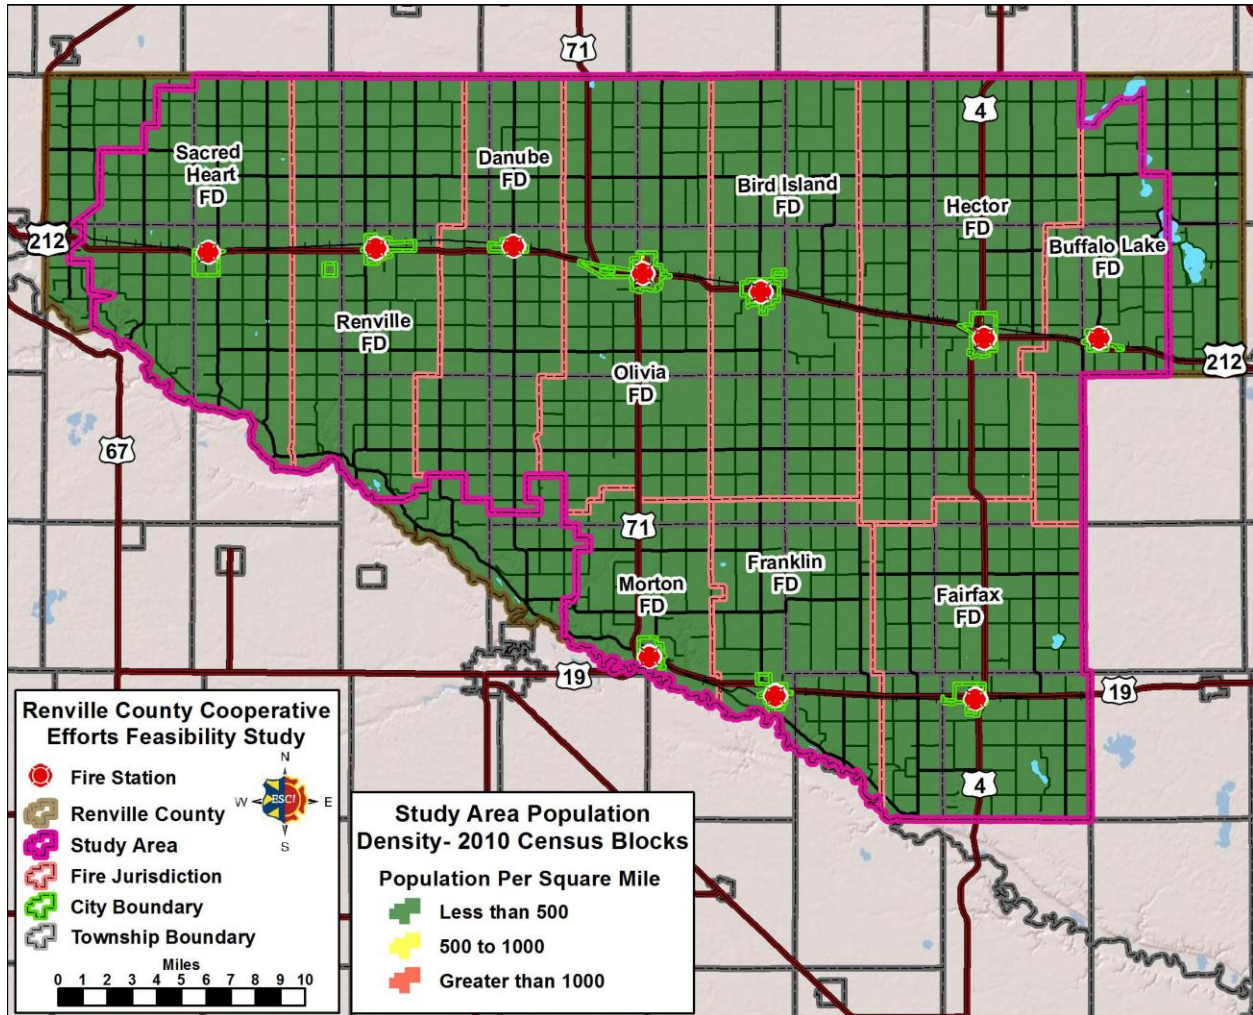 71
4
Sacred
Heart
FD
Danube
FD
Bird Island
FD
Hector
FD
Buffalo Lake
FD
212
Renville
FD
Olivia
FD
212
67
71
Morton
FD
Franklin
FD
Fairfax
FD
19
19
4
Renville County Cooperative
Efforts Feasibility Study
Fire Station
Renville County
Study Area
Fire Jurisdiction
City Boundary
Township Boundary
N
W
ESCI
E
S
Miles
0 1 2 3 4 5 6 7 8 9 10
Study Area Population
Density- 2010 Census Blocks
Population Per Square Mile
Less than 500
500 to 1000
Greater than 1000